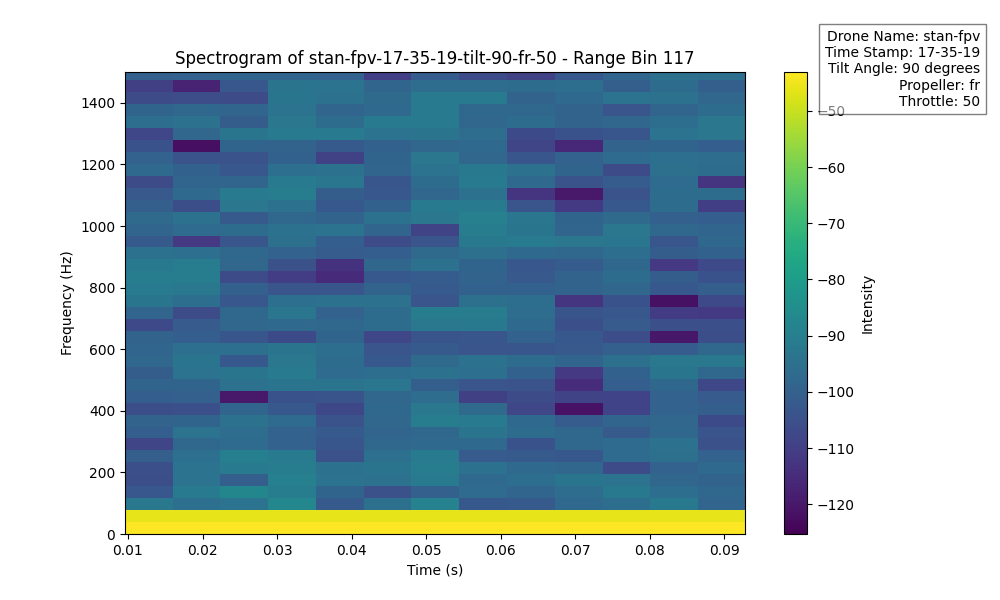 Spectrogram of stan-fpv-17-35-19-tilt-90-fr-50 - Range Bin 117
Drone Name: stan-fpv
Time Stamp: 17-35-19
Tilt Angle: 90 degrees
Propeller: fr
Throttle: 50
1400
1200
1000
800
600
400
200
0
Frequency (Hz)
0.01 0.02 0.03 0.04 0.05 0.06 0.07 0.08 0.09
Time (s)
−50
−60
−70
−80
−90
−100
−110
−120
Intensity